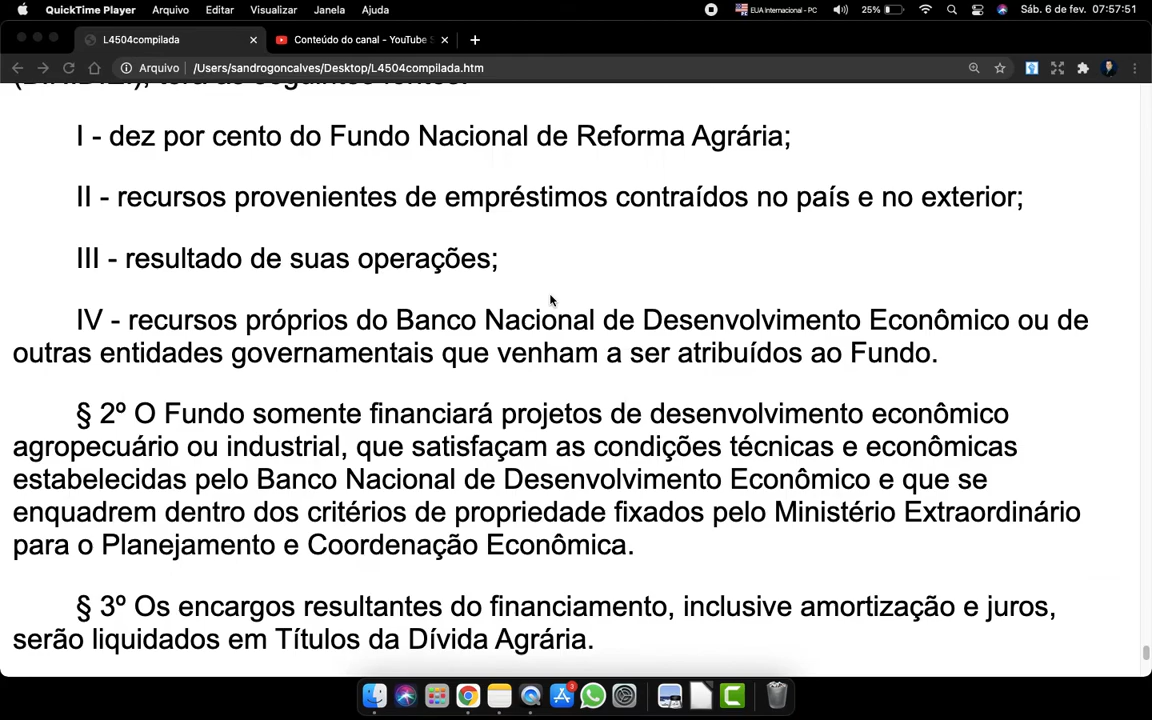 QuickTime Player Arquivo Editar Visualizar Janela Ajuda EUA Internacional - PC 25% Sáb. 6 de fev. 07:57:51
L4504compilada Conteúdo do canal - YouTube
Arquivo /Users/sandrogoncalves/Desktop/L4504compilada.htm
I - dez por cento do Fundo Nacional de Reforma Agrária;
II - recursos provenientes de empréstimos contraídos no país e no exterior;
III - resultado de suas operações;
IV - recursos próprios do Banco Nacional de Desenvolvimento Econômico ou de
outras entidades governamentais que venham a ser atribuídos ao Fundo.
§ 2º O Fundo somente financiará projetos de desenvolvimento econômico
agropecuário ou industrial, que satisfaçam as condições técnicas e econômicas
estabelecidas pelo Banco Nacional de Desenvolvimento Econômico e que se
enquadrem dentro dos critérios de propriedade fixados pelo Ministério Extraordinário
para o Planejamento e Coordenação Econômica.
§ 3º Os encargos resultantes do financiamento, inclusive amortização e juros,
serão liquidados em Títulos da Dívida Agrária.
3